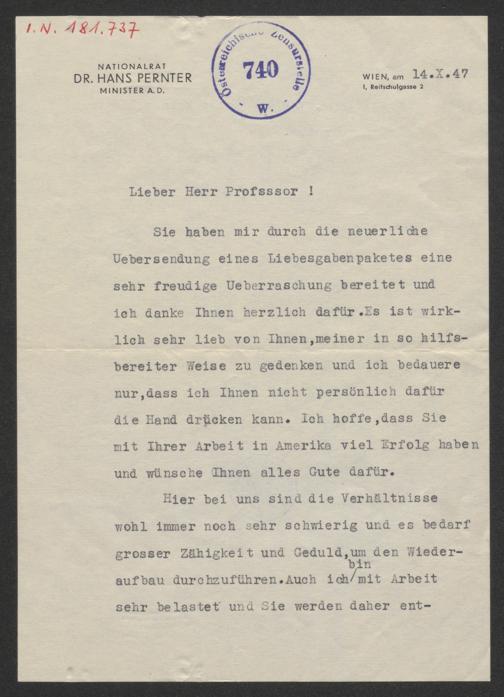 I.N. 181.737
NATIONALRAT
DR. HANS PERNTER
MINISTER A.D.
Österreichische Zensurstelle
740
- W. -
WIEN, am 14.X.47
I, Reitschulgasse 2
Lieber Herr Profsssor !
Sie haben mir durch die neuerliche
Uebersendung eines Liebesgabenpaketes eine
sehr freudige Ueberraschung bereitet und
ich danke Ihnen herzlich dafür.Es ist wirk-
lich sehr lieb von Ihnen,meiner in so hilfs-
bereiter Weise zu gedenken und ich bedauere
nur,dass ich Ihnen nicht persönlich dafür
die Hand drücken kann. Ich hoffe,dass Sie
mit Ihrer Arbeit in Amerika viel Erfolg haben
und wünsche Ihnen alles Gute dafür.
Hier bei uns sind die Verhältnisse
wohl immer noch sehr schwierig und es bedarf
grosser Zähigkeit und Geduld,um den Wieder-
bin
aufbau durchzuführen.Auch ich/mit Arbeit
sehr belastet und Sie werden daher ent-